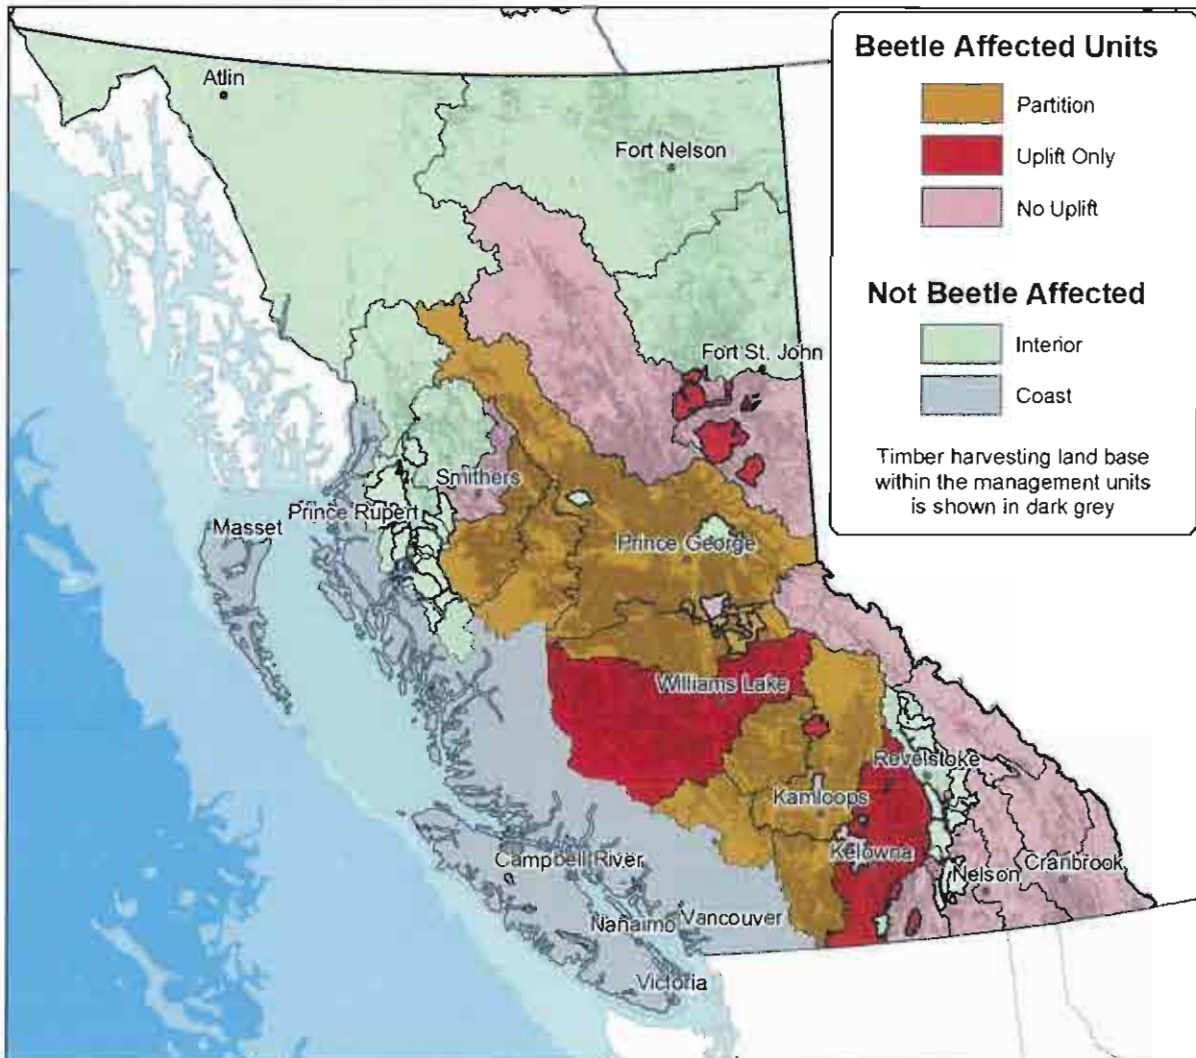 Beetle Affected Units
Partition
Uplift Only
No Uplift
Not Beetle Affected
Interior
Coast
Timber harvesting land base
within the management units
is shown in dark grey
Atlin
Fort Nelson
Fort St. John
Smithers
Prince Rupert
Masset
Prince George
Williams Lake
Revelstoke
Kamloops
Kelowna
Nelson
Cranbrook
Campbell River
Nanaimo
Vancouver
Victoria